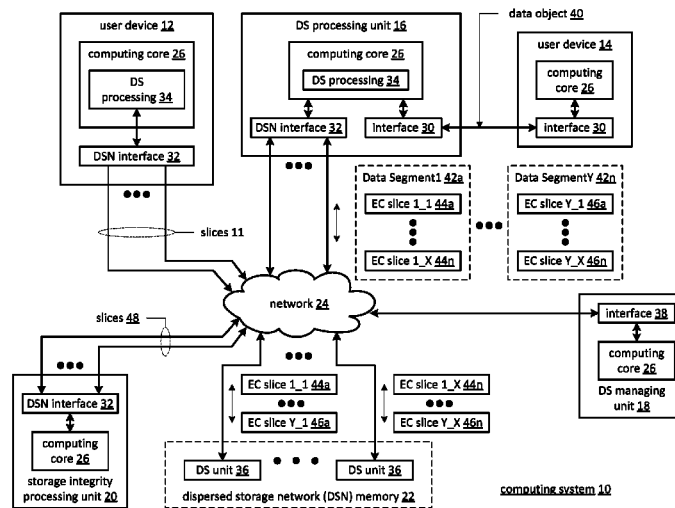 user device 12
computing core 26
DS
processing 34
DSN interface 32
slices 11
DS processing unit 16
computing core 26
DS processing 34
DSN interface 32
interface 30
data object 40
user device 14
computing
core 26
interface 30
Data Segment1 42a
EC slice 1_1 44a
EC slice 1_X 44n
Data SegmentY 42n
EC slice Y_1 46a
EC slice Y_X 46n
network 24
slices 48
DSN interface 32
computing
core 26
storage integrity
processing unit 20
EC slice 1_1 44a
EC slice Y_1 46a
EC slice 1_X 44n
EC slice Y_X 46n
DS unit 36
DS unit 36
dispersed storage network (DSN) memory 22
interface 38
computing
core 26
DS managing
unit 18
computing system 10